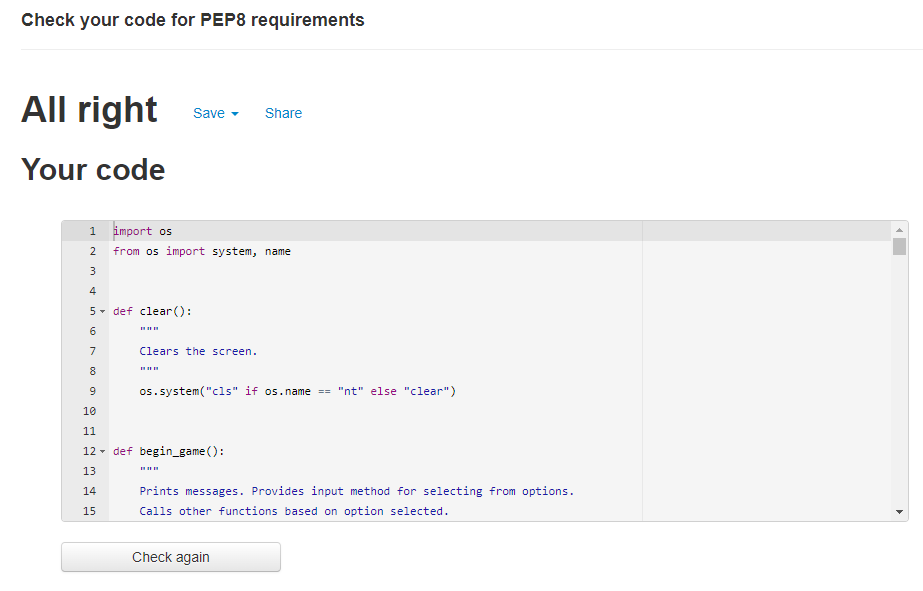 Check your code for PEP8 requirements
All right Save Share
Your code
1 import os
2 from os import system, name
3
4
5 def clear():
6     """
7     Clears the screen.
8     """
9     os.system("cls" if os.name == "nt" else "clear")
10
11
12 def begin_game():
13     """
14     Prints messages. Provides input method for selecting from options.
15     Calls other functions based on option selected.
Check again